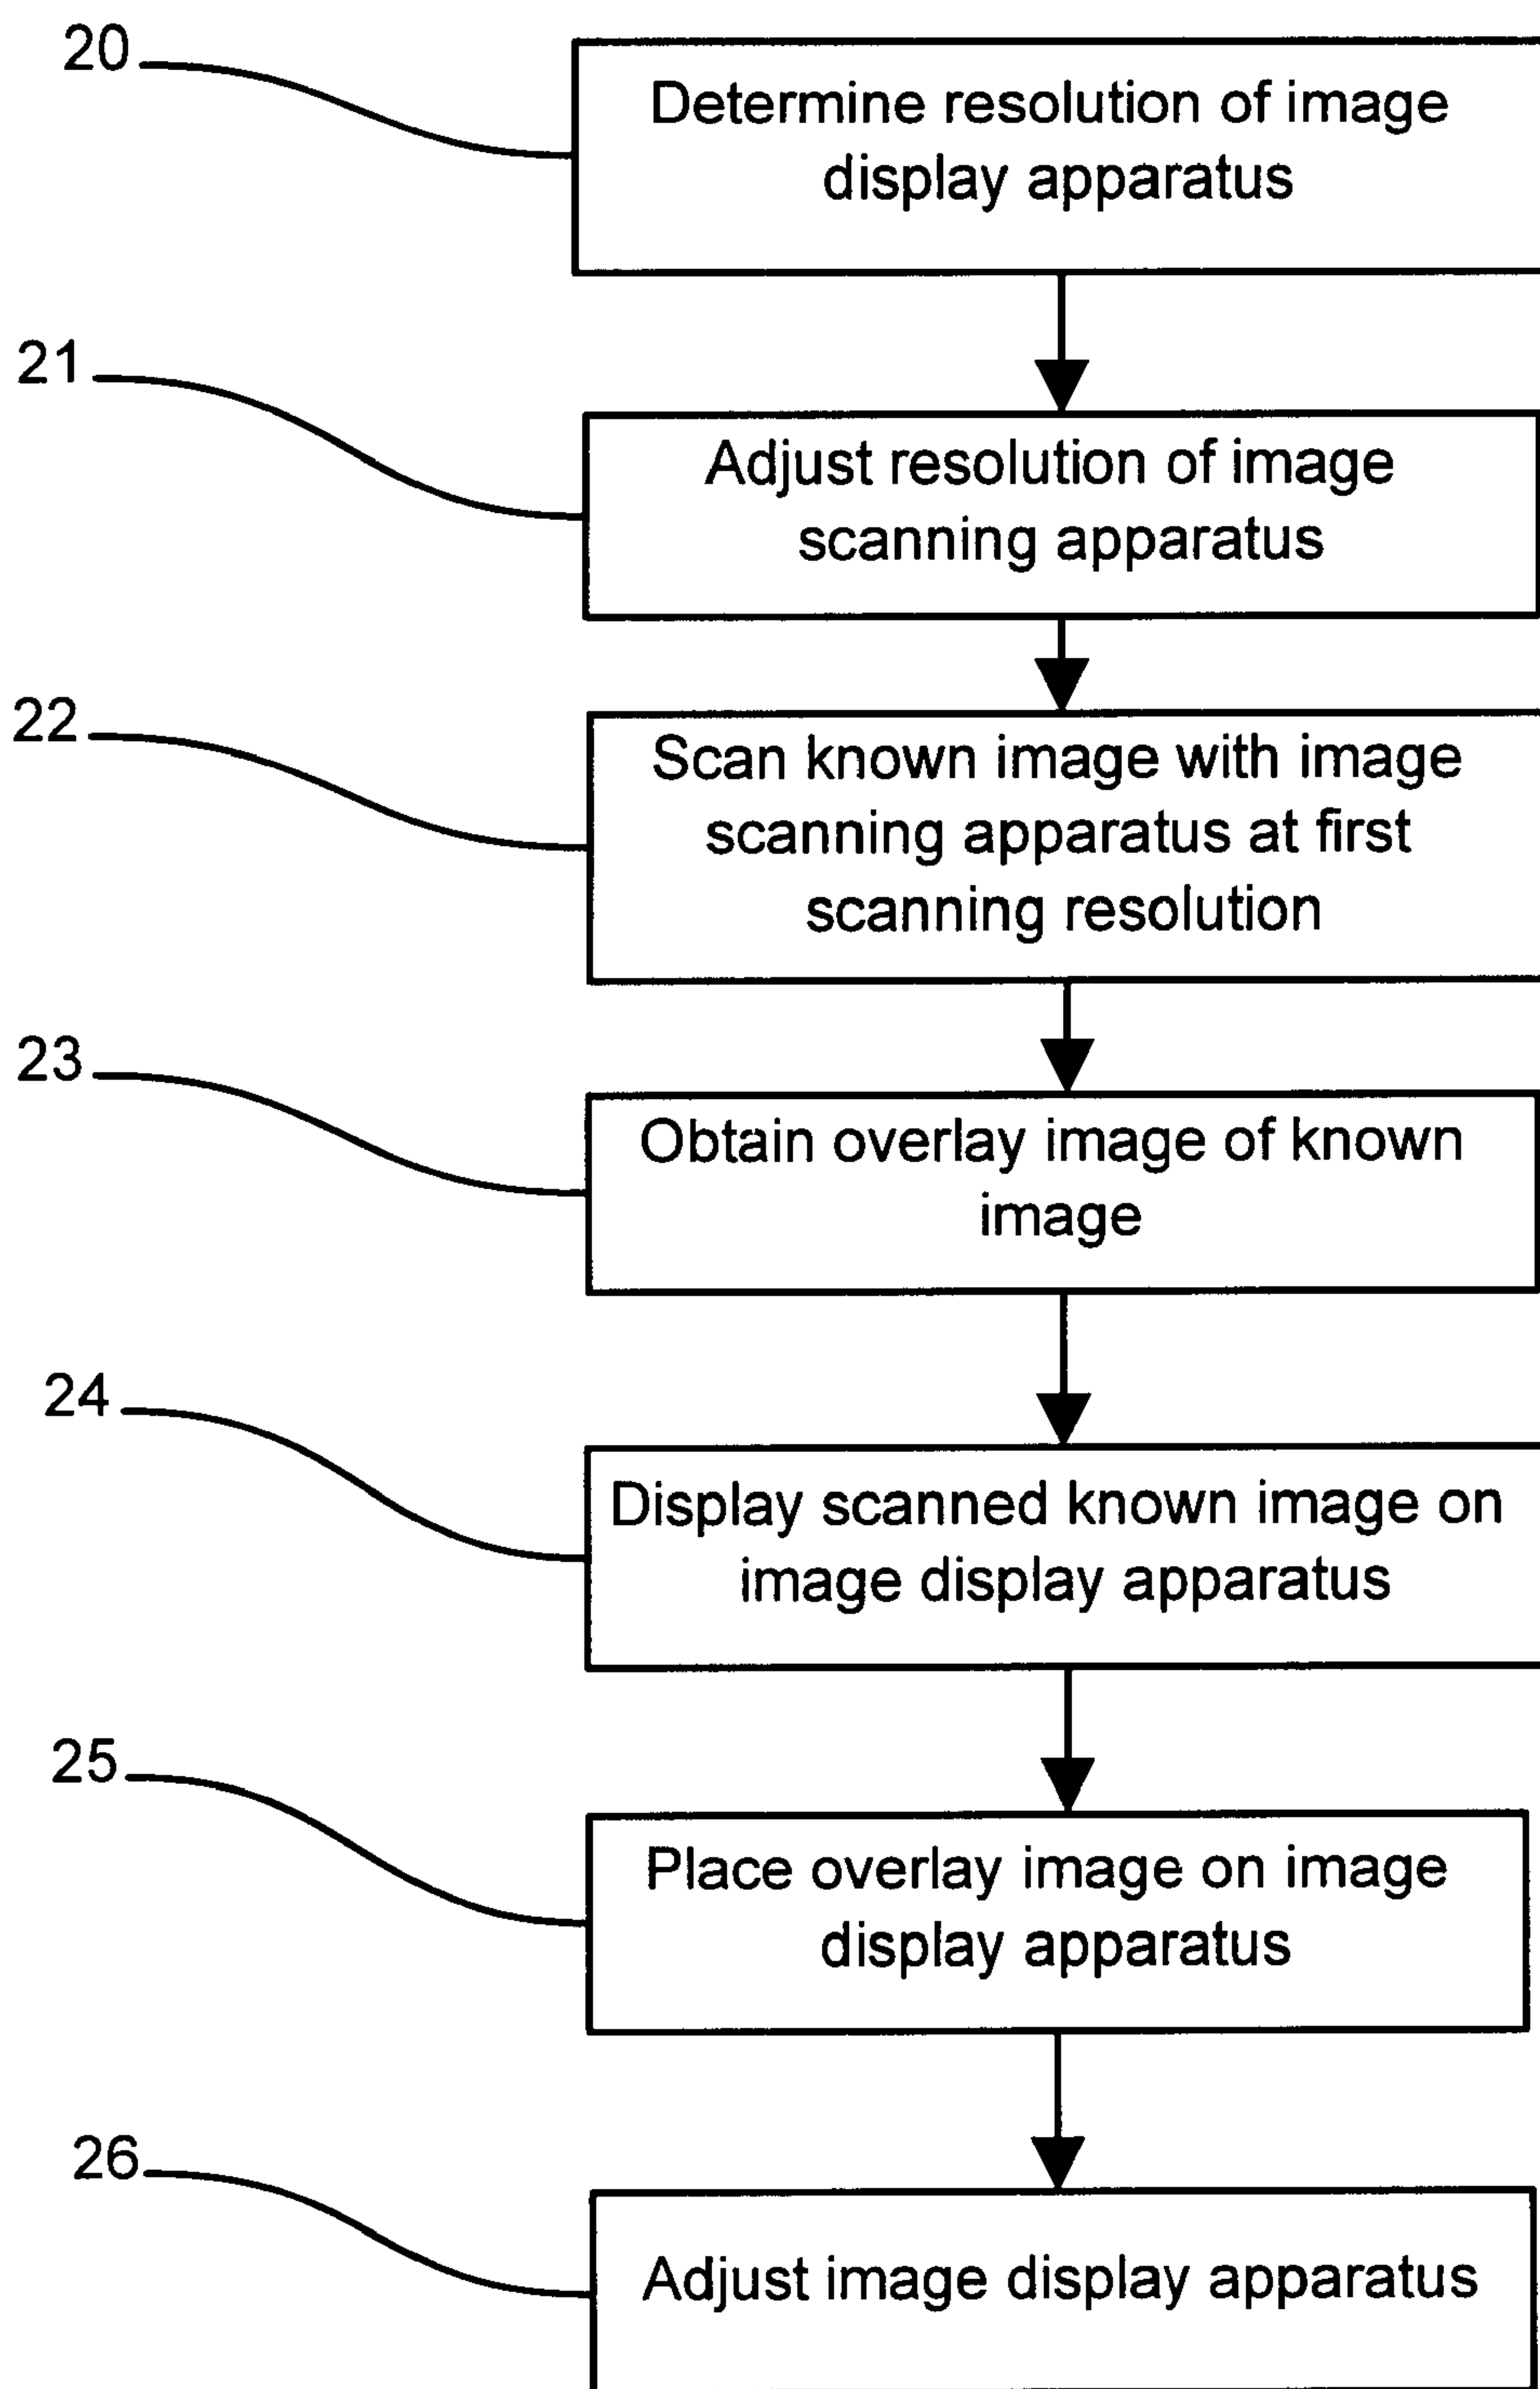 20
Determine resolution of image
display apparatus
21
Adjust resolution of image
scanning apparatus
22
Scan known image with image
scanning apparatus at first
scanning resolution
23
Obtain overlay image of known
image
24
Display scanned known image on
image display apparatus
25
Place overlay image on image
display apparatus
26
Adjust image display apparatus